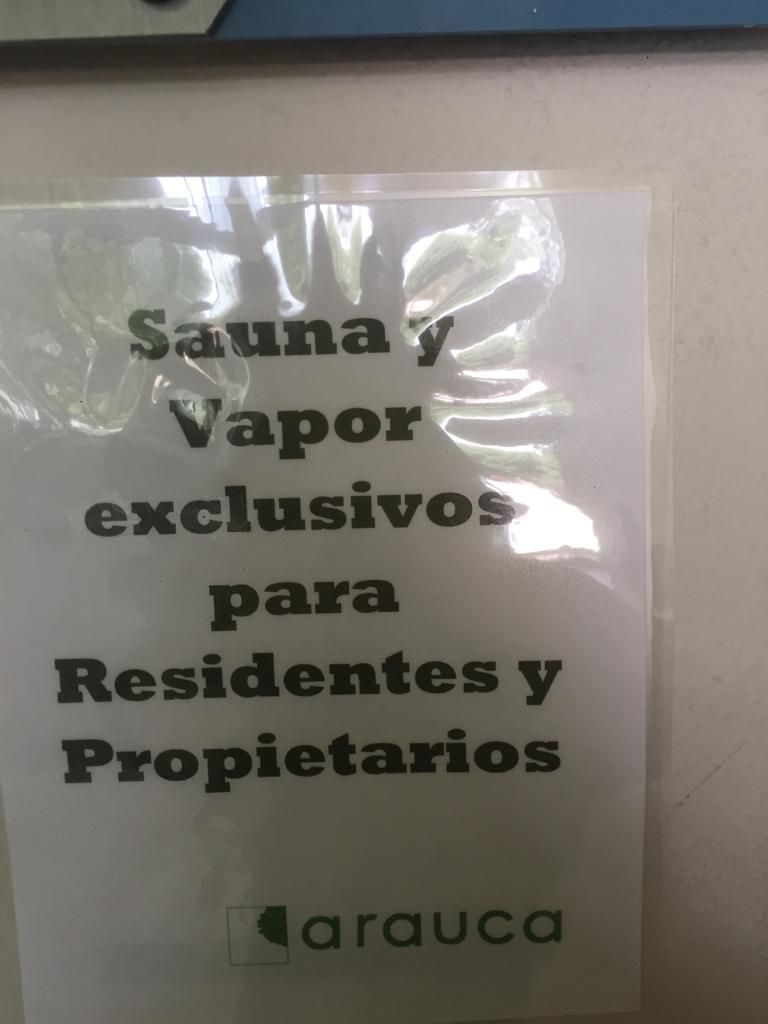 Sauna y
Vapor
exclusivos
para
Residentes y
Propietarios
arauca